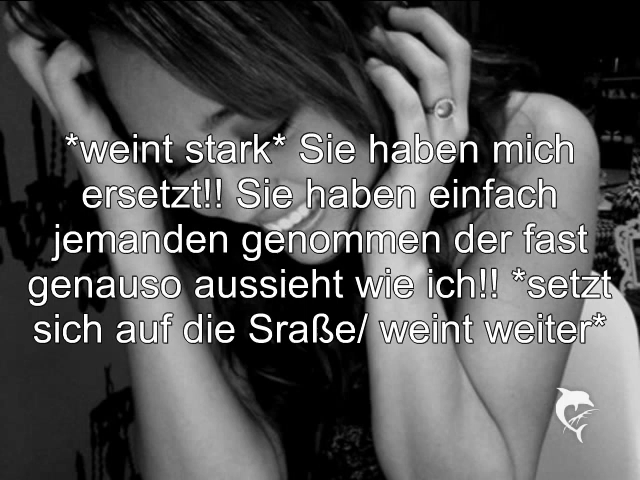 *weint stark* Sie haben mich
ersetzt!! Sie haben einfach
jemanden genommen der fast
genauso aussieht wie ich!! *setzt
sich auf die Sraße/ weint weiter*